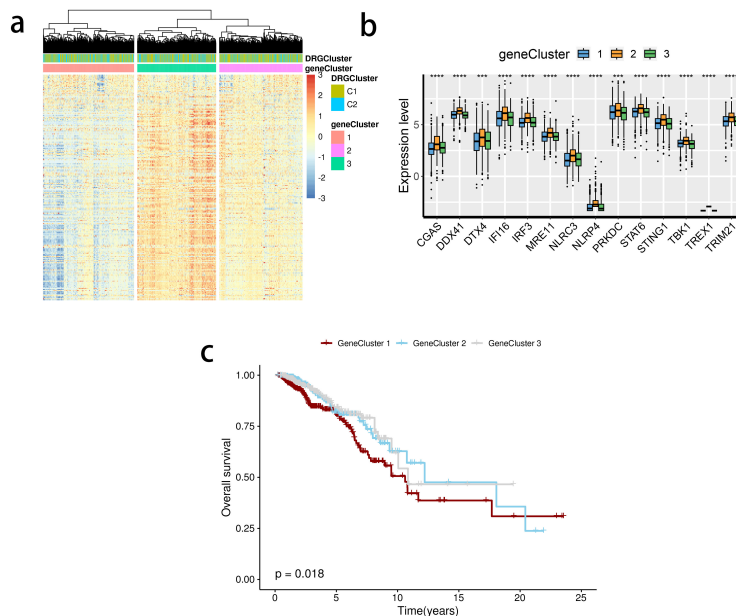 a
DRGCluster
geneCluster
3
2
1
0
-1
-2
-3
DRGCluster
C1
C2
geneCluster
1
2
3
b
geneCluster 1 2 3
**** **** *** **** **** **** **** **** **** **** **** **** **** ****
Expression level
5
0
CGAS DDX41 DTX4 IFI16 IRF3 MRE11 NLRC3 NLRP4 PRKDC STAT6 STING1 TBK1 TREX1 TRIM21
c
GeneCluster 1 GeneCluster 2 GeneCluster 3
Overall survival
1.00
0.75
0.50
0.25
0.00
p = 0.018
0 5 10 15 20 25
Time(years)